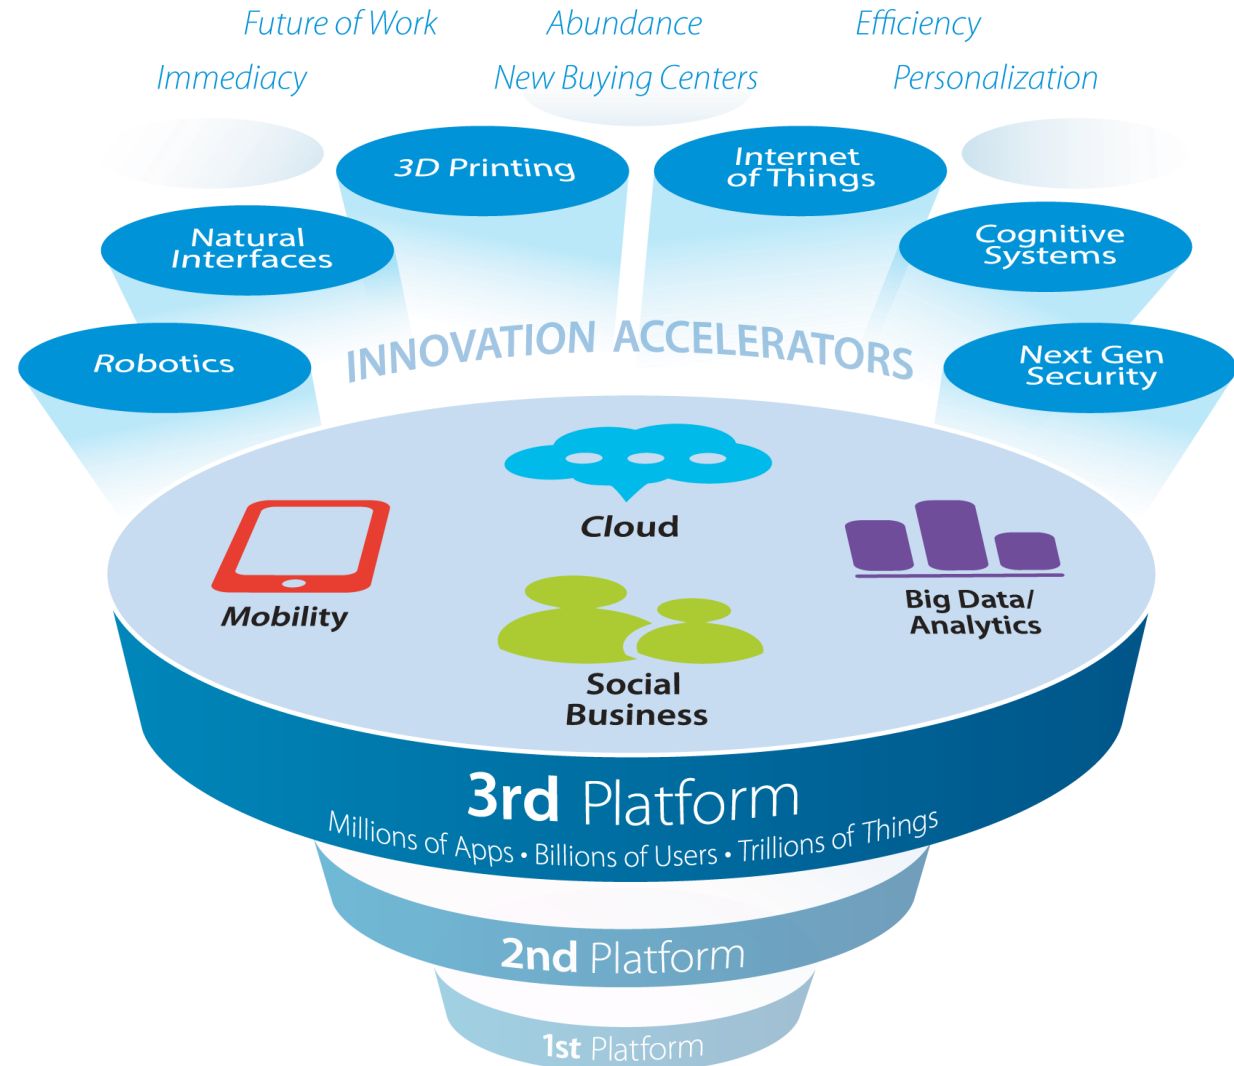 Future of Work
Abundance
Efficiency
Immediacy
New Buying Centers
Personalization
3D Printing
Internet
of Things
Natural
Interfaces
Cognitive
Systems
Robotics
INNOVATION ACCELERATORS
Next Gen
Security
Cloud
Mobility
Big Data/
Analytics
Social
Business
3rd Platform
Millions of Apps • Billions of Users • Trillions of Things
2nd Platform
1st Platform